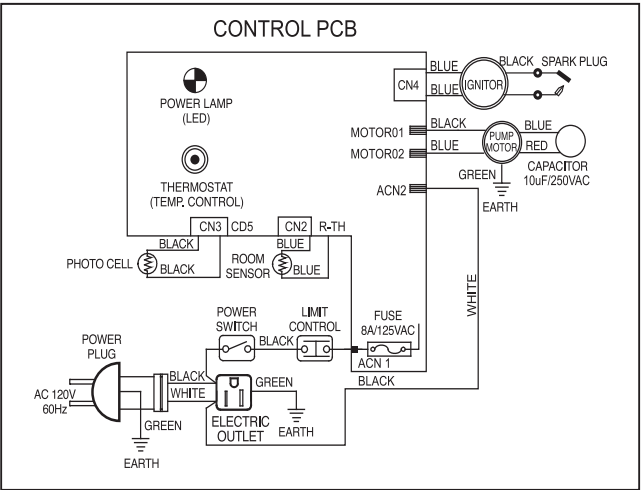 CONTROL PCB
POWER LAMP
(LED)
THERMOSTAT
(TEMP. CONTROL)
CN4
BLUE
BLUE
IGNITOR
BLACK
SPARK PLUG
MOTOR01
BLACK
MOTOR02
BLUE
PUMP
MOTOR
BLUE
RED
CAPACITOR
10uF/250VAC
GREEN
EARTH
ACN2
WHITE
CN3
CD5
CN2
R-TH
BLACK
BLACK
PHOTO CELL
BLUE
BLUE
ROOM
SENSOR
POWER
SWITCH
BLACK
LIMIT
CONTROL
FUSE
8A/125VAC
ACN 1
BLACK
POWER
PLUG
AC 120V
60Hz
BLACK
WHITE
GREEN
EARTH
GREEN
ELECTRIC
OUTLET
EARTH